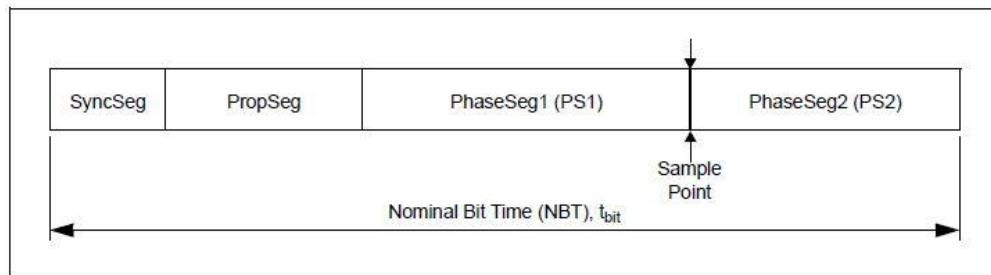 SyncSeg PropSeg PhaseSeg1 (PS1) PhaseSeg2 (PS2)
Sample
Point
Nominal Bit Time (NBT), tbit